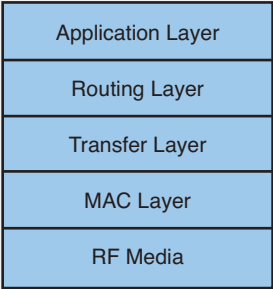 Application Layer
Routing Layer
Transfer Layer
MAC Layer
RF Media